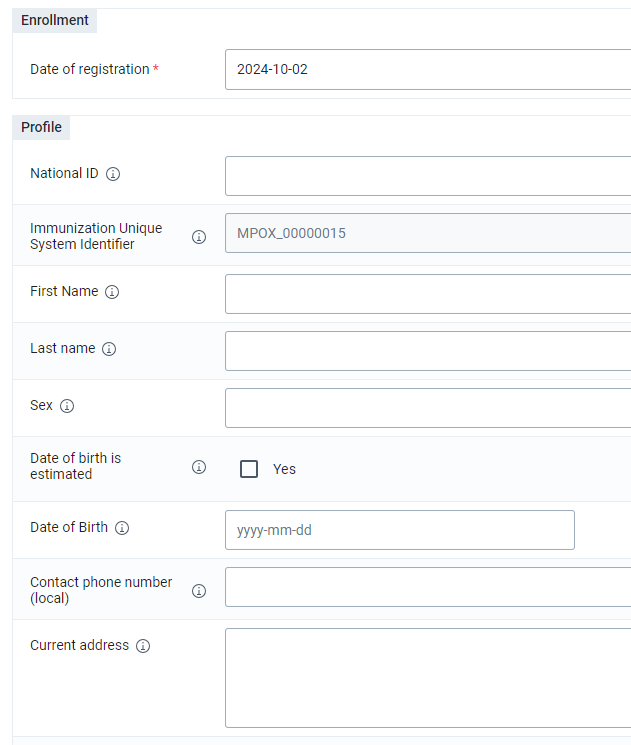 Enrollment
Date of registration *
2024-10-02
Profile
National ID
Immunization Unique
System Identifier
MPOX_00000015
First Name
Last name
Sex
Date of birth is
estimated
Yes
Date of Birth
yyyy-mm-dd
Contact phone number
(local)
Current address